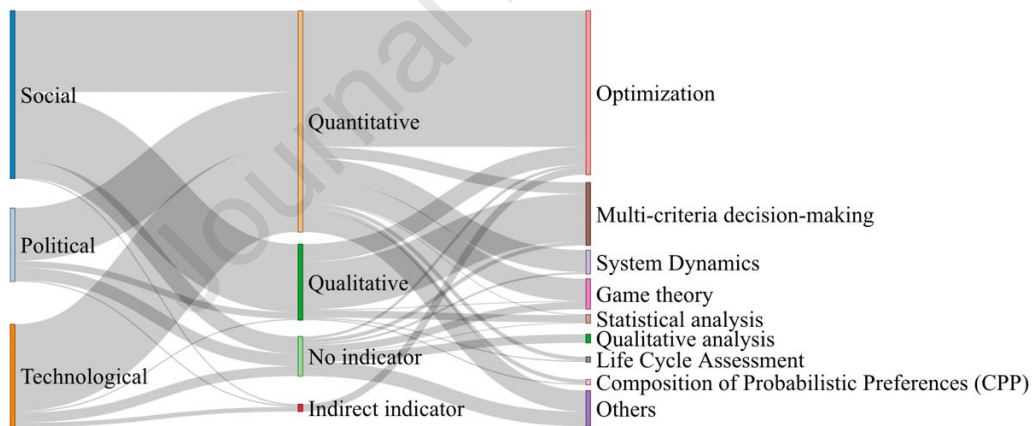 Journal
Social
Political
Technological
Quantitative
Qualitative
No indicator
Indirect indicator
Optimization
Multi-criteria decision-making
System Dynamics
Game theory
Statistical analysis
Qualitative analysis
Life Cycle Assessment
Composition of Probabilistic Preferences (CPP)
Others